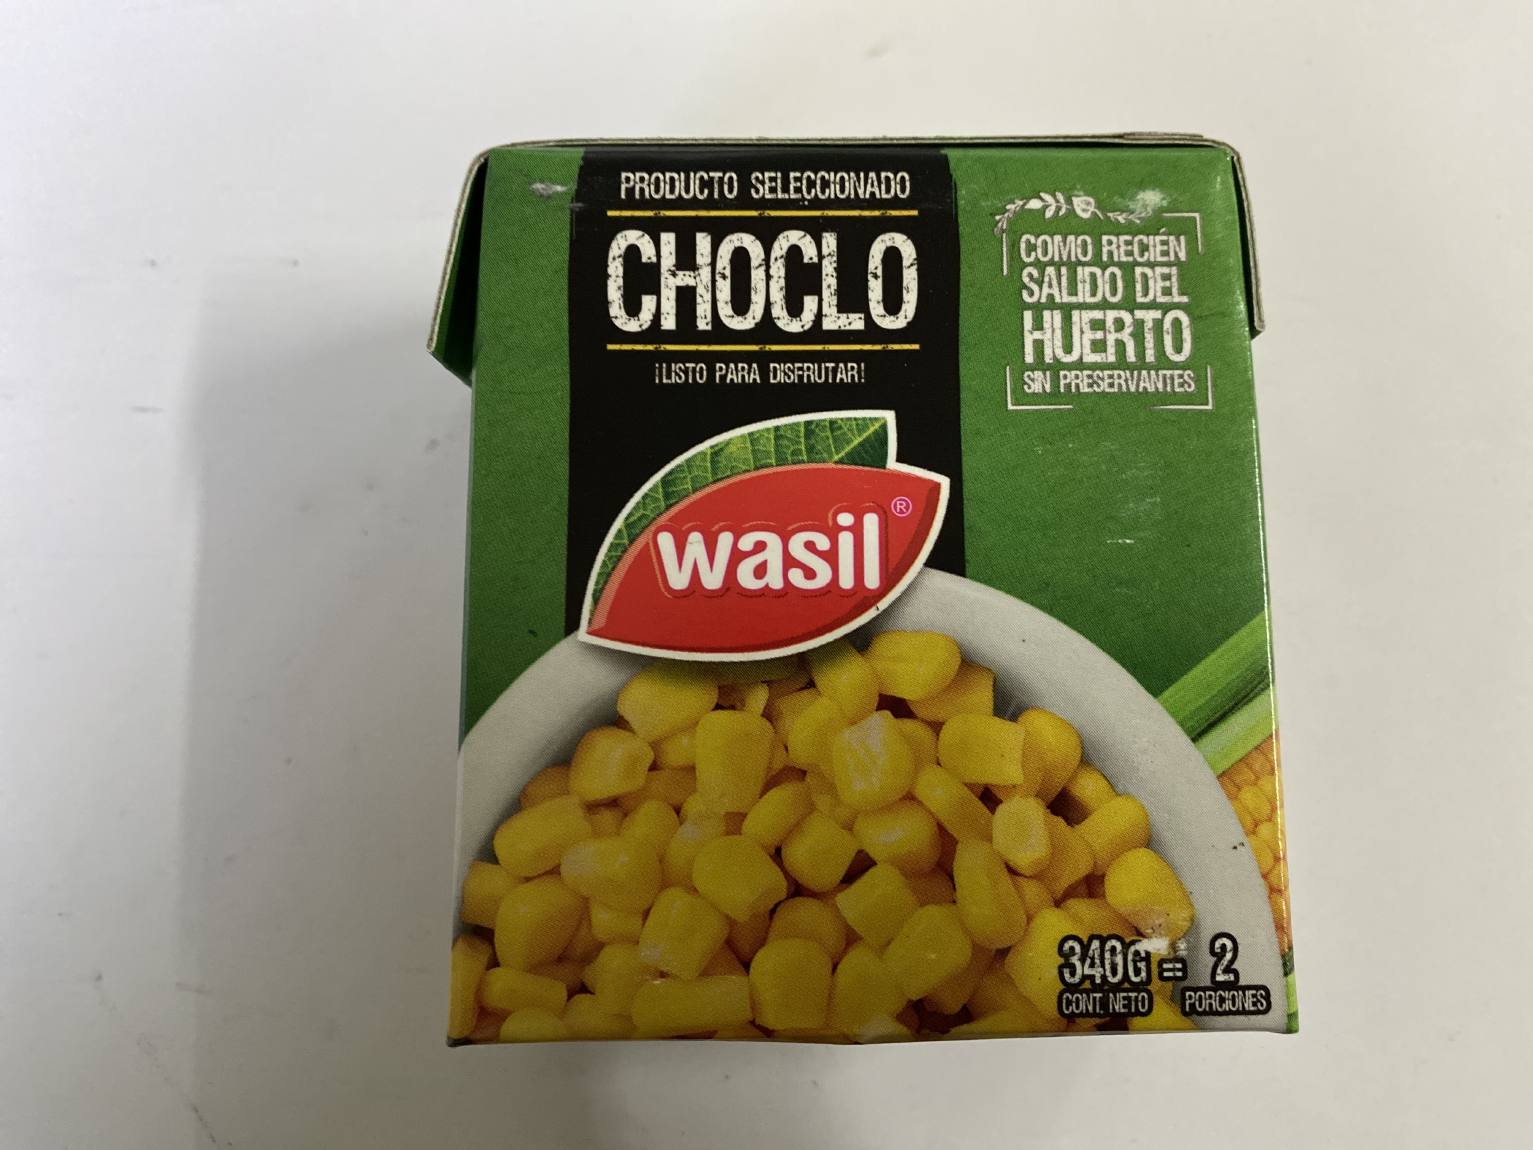 PRODUCTO SELECCIONADO
CHOCLO
¡LISTO PARA DISFRUTAR!
COMO RECIÉN
SALIDO DEL
HUERTO
SIN PRESERVANTES
wasil®
340G = 2
CONT. NETO PORCIONES